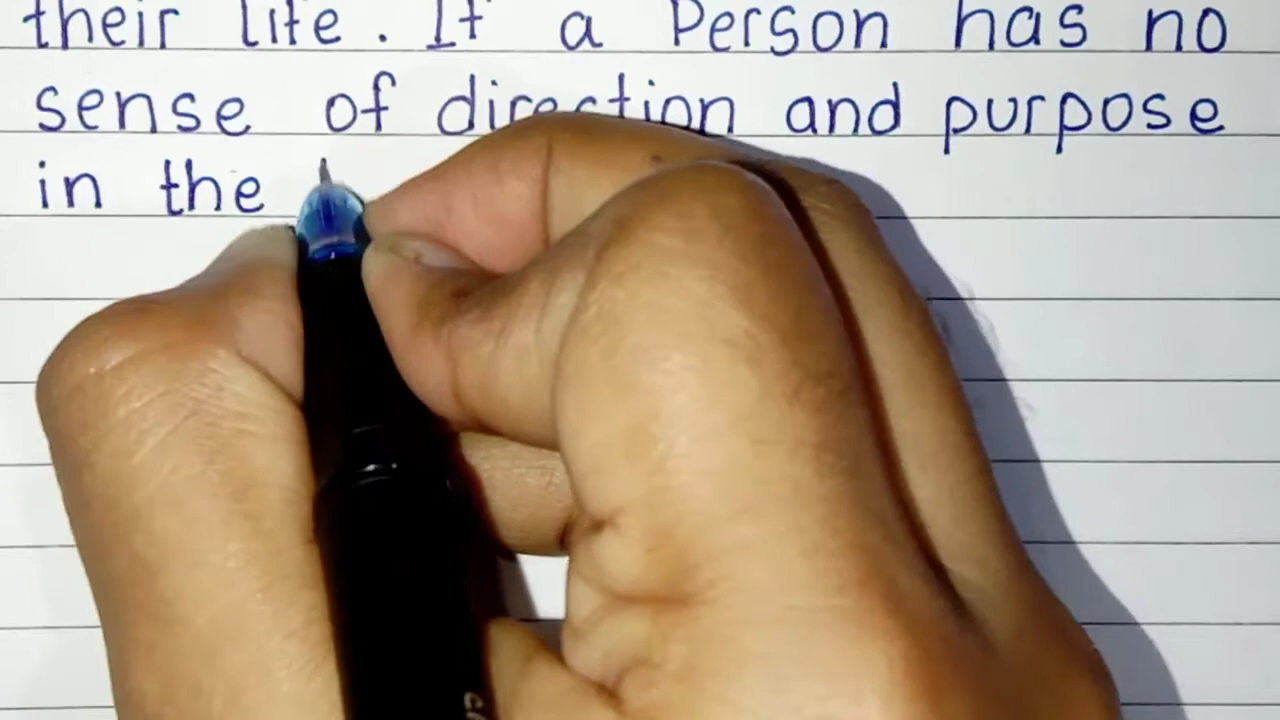 their life. If a Person has no
sense of direction and purpose
in the